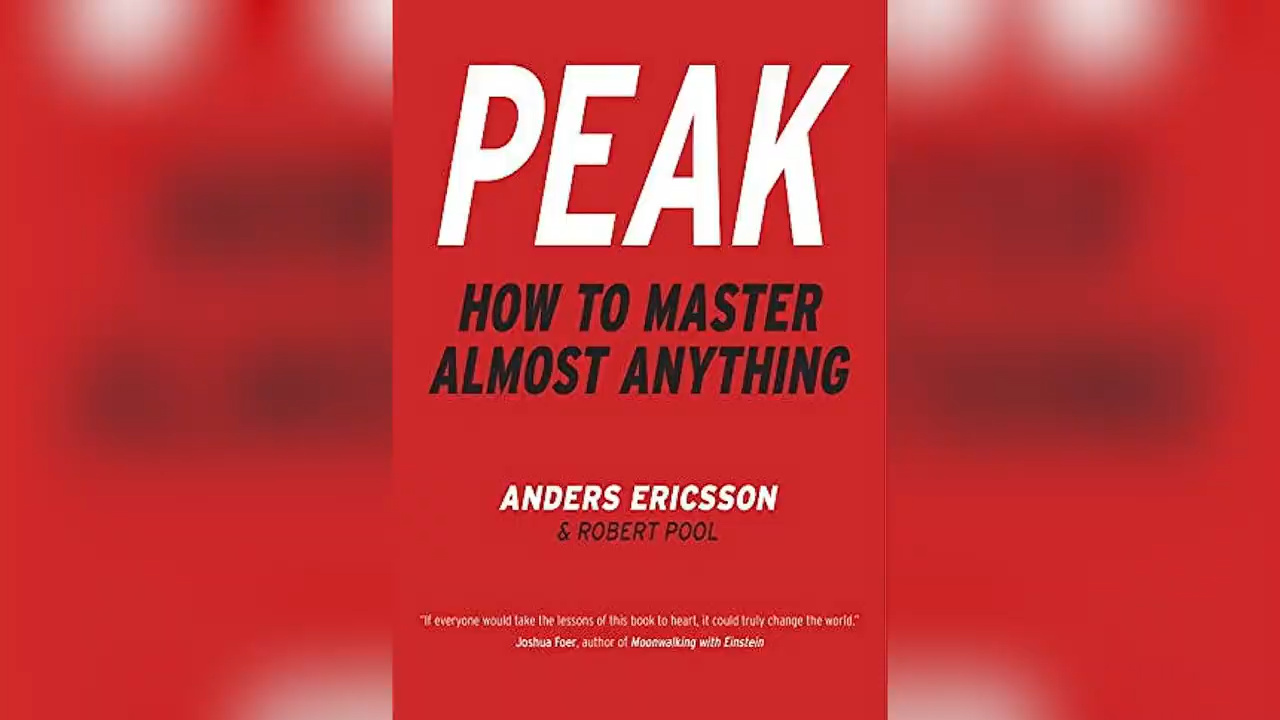 PEAK
HOW TO MASTER
ALMOST ANYTHING
ANDERS ERICSSON
& ROBERT POOL
"If everyone would take the lessons of this book to heart, it could truly change the world."
Joshua Foer, author of Moonwalking with Einstein